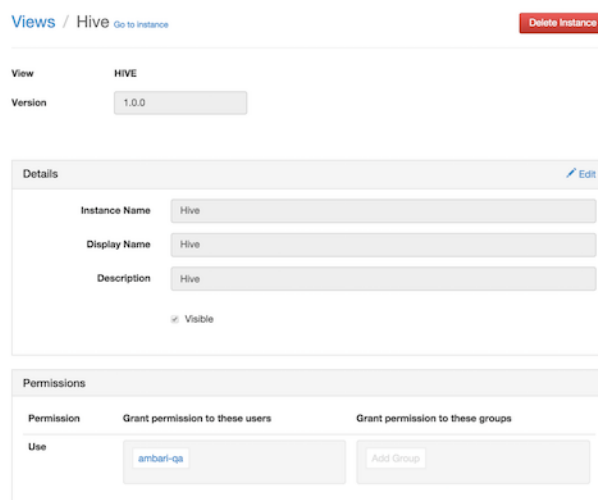 Views / Hive Go to instance
Delete Instance
View HIVE
Version 1.0.0
Details
Edit
Instance Name Hive
Display Name Hive
Description Hive
Visible
Permissions
Permission Grant permission to these users Grant permission to these groups
Use ambari-qa Add Group